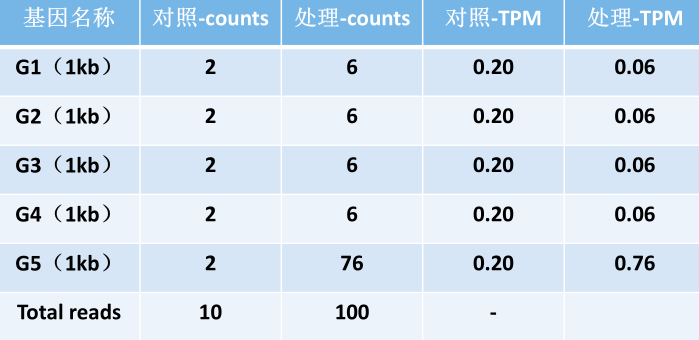 基因名称 对照-counts 处理-counts 对照-TPM 处理-TPM
G1（1kb） 2 6 0.20 0.06
G2（1kb） 2 6 0.20 0.06
G3（1kb） 2 6 0.20 0.06
G4（1kb） 2 6 0.20 0.06
G5（1kb） 2 76 0.20 0.76
Total reads 10 100 -